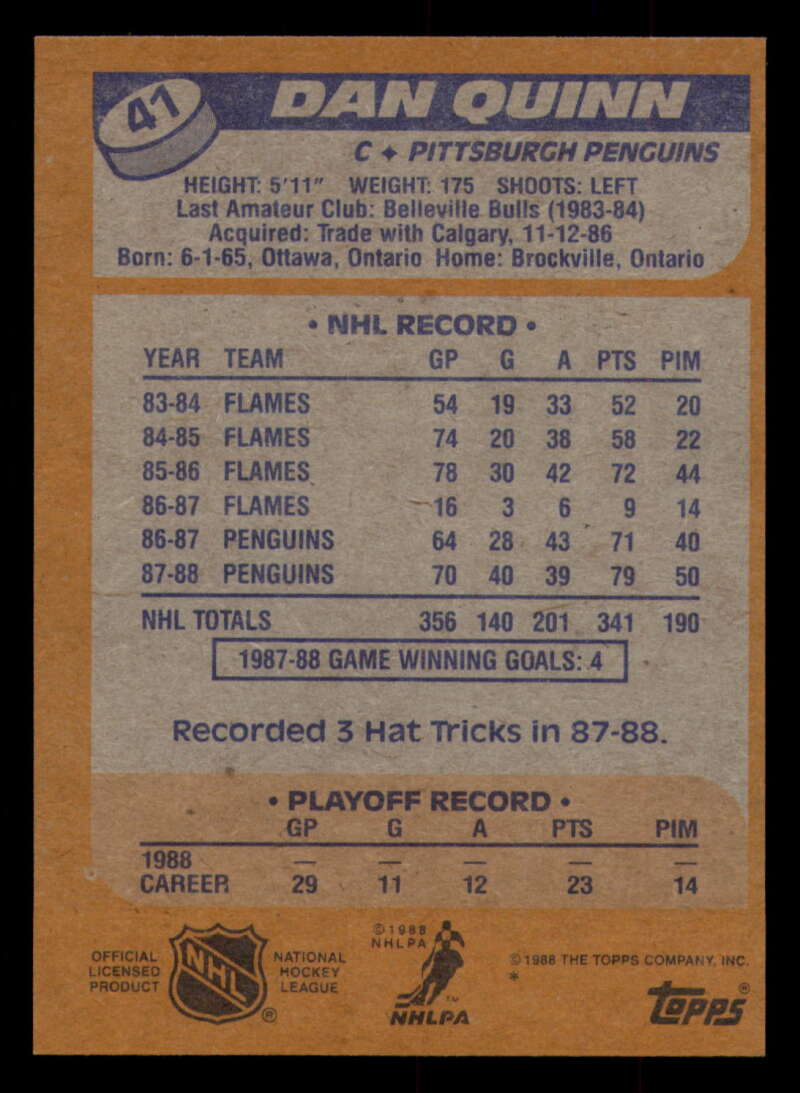 41
DAN QUINN
C ✦ PITTSBURGH PENGUINS
HEIGHT: 5'11" WEIGHT: 175 SHOOTS: LEFT
Last Amateur Club: Belleville Bulls (1983-84)
Acquired: Trade with Calgary, 11-12-86
Born: 6-1-65, Ottawa, Ontario Home: Brockville, Ontario
• NHL RECORD •
YEAR TEAM GP G A PTS PIM
83-84 FLAMES 54 19 33 52 20
84-85 FLAMES 74 20 38 58 22
85-86 FLAMES 78 30 42 72 44
86-87 FLAMES 16 3 6 9 14
86-87 PENGUINS 64 28 43 71 40
87-88 PENGUINS 70 40 39 79 50
NHL TOTALS 356 140 201 341 190
1987-88 GAME WINNING GOALS: 4
Recorded 3 Hat Tricks in 87-88.
• PLAYOFF RECORD •
GP G A PTS PIM
1988 — — — — —
CAREER 29 11 12 23 14
OFFICIAL LICENSED PRODUCT
NHL ®
NATIONAL HOCKEY LEAGUE
© 1988 NHLPA
™
NHLPA
© 1988 THE TOPPS COMPANY, INC.
*
topps ®